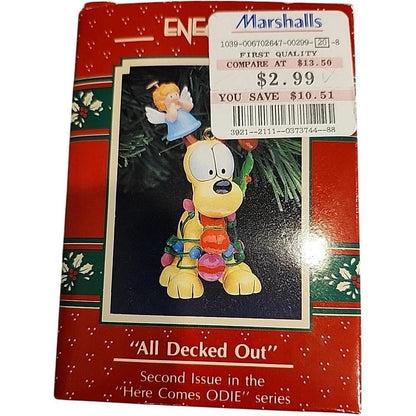 Marshalls
1039-006702647-00299-20-8
FIRST QUALITY
COMPARE AT $13.50
$2.99
YOU SAVE $10.51
3921--2111--0373744--88
"All Decked Out"
Second Issue in the
"Here Comes ODIE" series